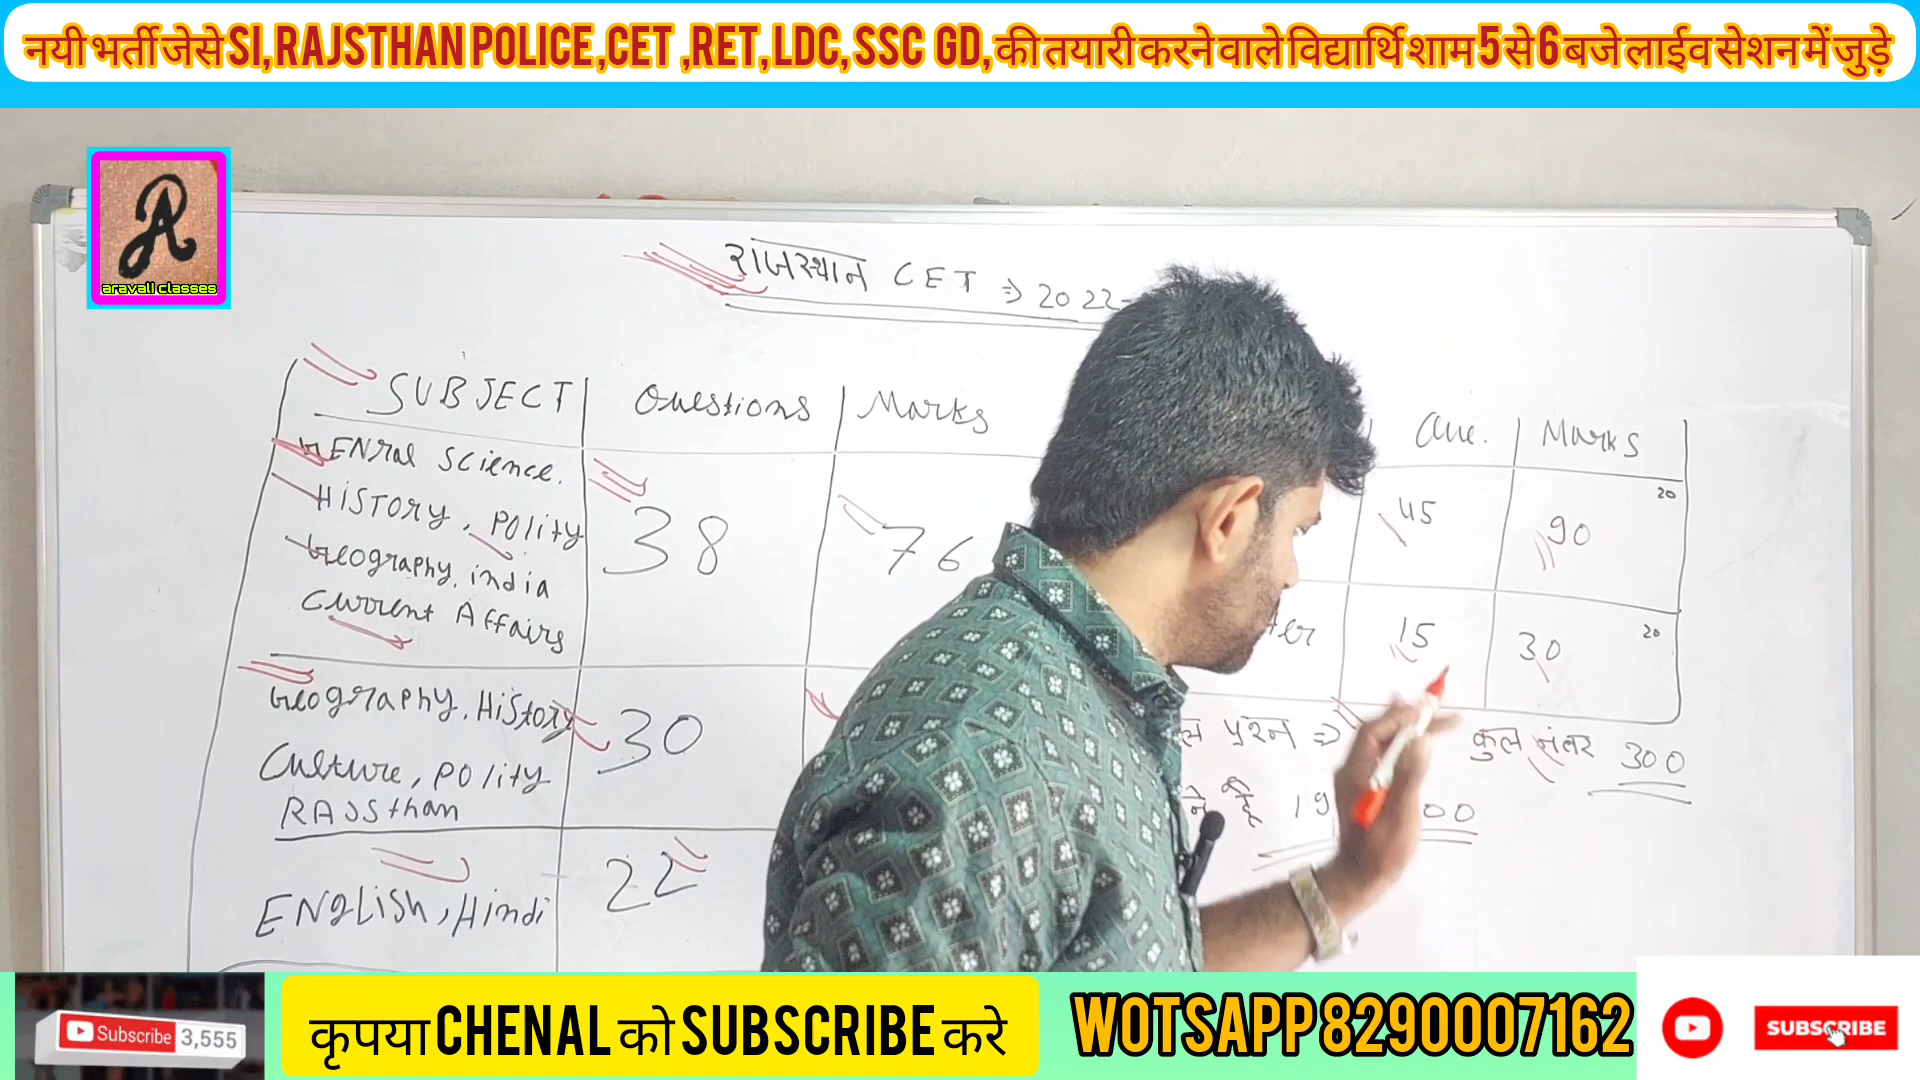 नयी भर्ती जेसे SI, RAJSTHAN POLICE ,CET ,RET, LDC, SSC GD, की तयारी करने वाले विद्यार्थि शाम 5 से 6 बजे लाईव सेशन में जुड़े
A
aravali classes
राजस्थान CET ⇒ 2022-
SUBJECT Questions Marks
GENral Science. 38 76
HISTORY, POlity
Geography. india
Current Affairs
Geography, HiStory 30
Culture, POlity
RAJSthan
ENgLish, Hindi 22
Que. Marks
45 90 20
ter 15 30 20
प्रश्न ⇒ कुल नंबर 300
19 00
Subscribe 3,555
कृपया CHENAL को SUBSCRIBE करे
WOTSAPP 8290007162
SUBSCRIBE